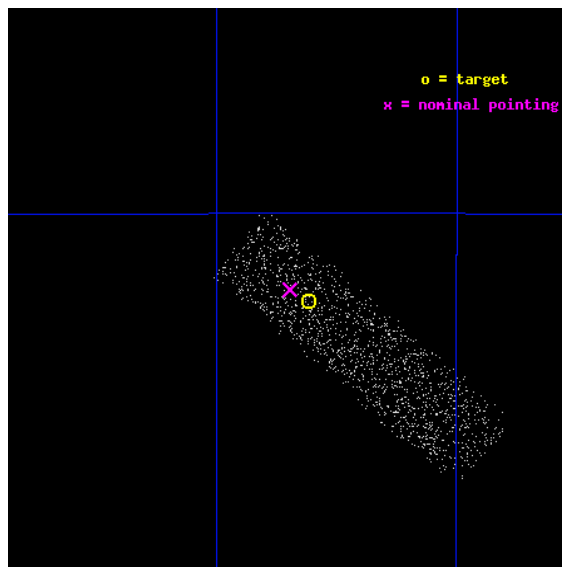 o = target
x = nominal pointing